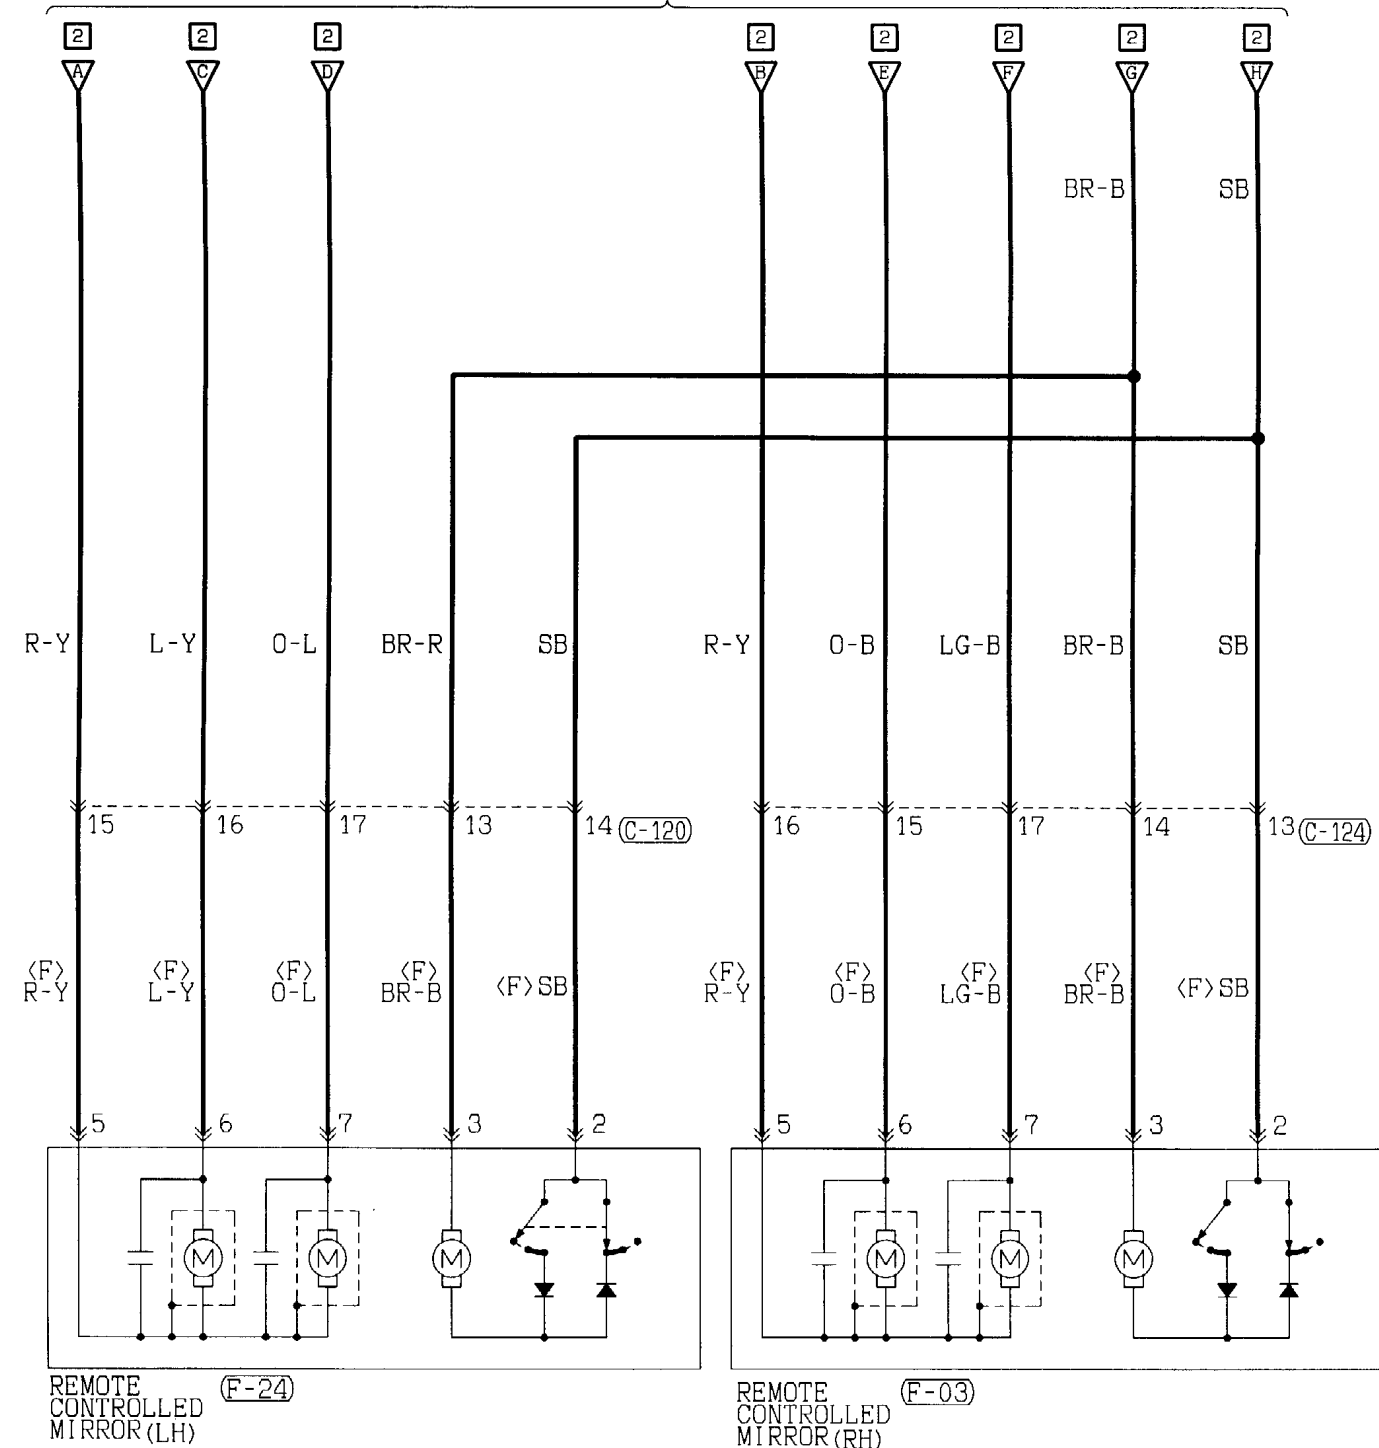 2 2 2 2 2 2 2 2
A C D B E F G H
BR-B SB
R-Y L-Y O-L BR-R SB R-Y O-B LG-B BR-B SB
15 16 17 13 14 C-120 16 15 17 14 13 C-124
<F> <F> <F> <F> <F>SB <F> <F> <F> <F> <F>SB
R-Y L-Y O-L BR-B R-Y O-B LG-B BR-B
5 6 7 3 2 5 6 7 3 2
M M M M M M
REMOTE F-24
CONTROLLED
MIRROR(LH)
REMOTE F-03
CONTROLLED
MIRROR(RH)